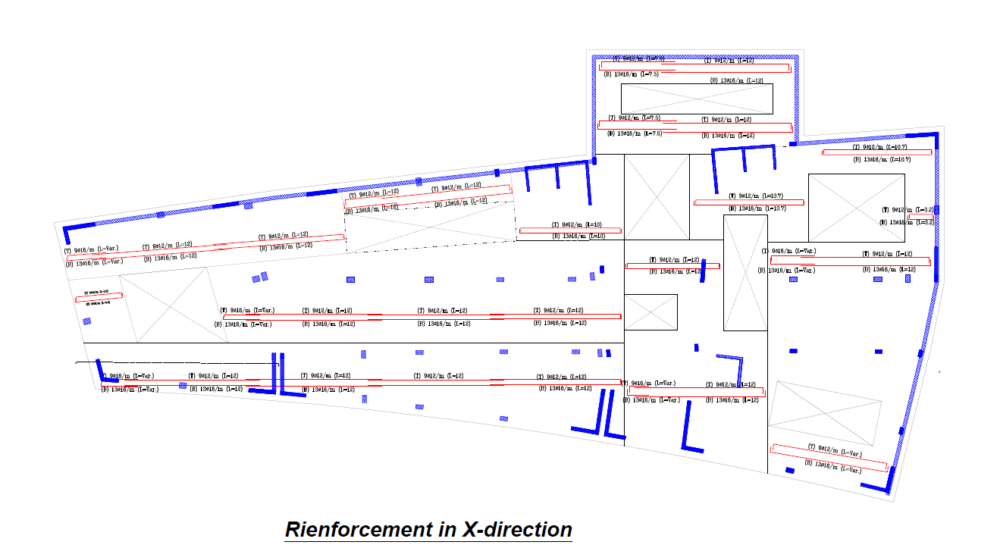 (T) 9ø12/m (L=7.5)
(T) 9ø12/m (L=12)
(B) 13ø16/m (L=7.5)
(B) 13ø16/m (L=12)
(T) 9ø12/m (L=7.5)
(T) 9ø12/m (L=12)
(B) 13ø16/m (L=7.5)
(B) 13ø16/m (L=12)
(T) 9ø12/m (L=10.7)
(B) 13ø16/m (L=10.7)
(T) 9ø12/m (L=12)
(T) 9ø12/m (L=12)
(B) 13ø16/m (L=12)
(B) 13ø16/m (L=12)
(T) 9ø12/m (L=10.7)
(B) 13ø16/m (L=10.7)
(T) 9ø12/m (L=3.2)
(B) 13ø16/m (L=3.2)
(T) 9ø12/m (L=10)
(B) 13ø16/m (L=10)
(T) 9ø16/m (L=Var.)
(T) 9ø12/m (L=12)
(T) 9ø12/m (L=12)
(B) 13ø16/m (L=Var.)
(B) 13ø16/m (L=12)
(B) 13ø16/m (L=12)
(T) 9ø12/m (L=12)
(B) 13ø16/m (L=12)
(T) 9ø16/m (L=Var.)
(T) 9ø12/m (L=12)
(B) 13ø16/m (L=Var.)
(B) 13ø16/m (L=12)
(T) 9ø16/m (L=Var.)
(T) 9ø12/m (L=12)
(T) 9ø12/m (L=12)
(T) 9ø12/m (L=12)
(B) 13ø16/m (L=Var.)
(B) 13ø16/m (L=12)
(B) 13ø16/m (L=12)
(B) 13ø16/m (L=12)
(T) 9ø16/m (L=Var.)
(T) 9ø12/m (L=12)
(T) 9ø12/m (L=12)
(T) 9ø12/m (L=12)
(T) 9ø12/m (L=12)
(B) 13ø16/m (L=Var.)
(B) 13ø16/m (L=12)
(B) 13ø16/m (L=12)
(B) 13ø16/m (L=12)
(T) 9ø16/m (L=Var.)
(T) 9ø12/m (L=12)
(B) 13ø16/m (L=Var.)
(B) 13ø16/m (L=12)
(T) 9ø12/m (L=Var.)
(B) 13ø16/m (L=Var.)
Rienforcement in X-direction